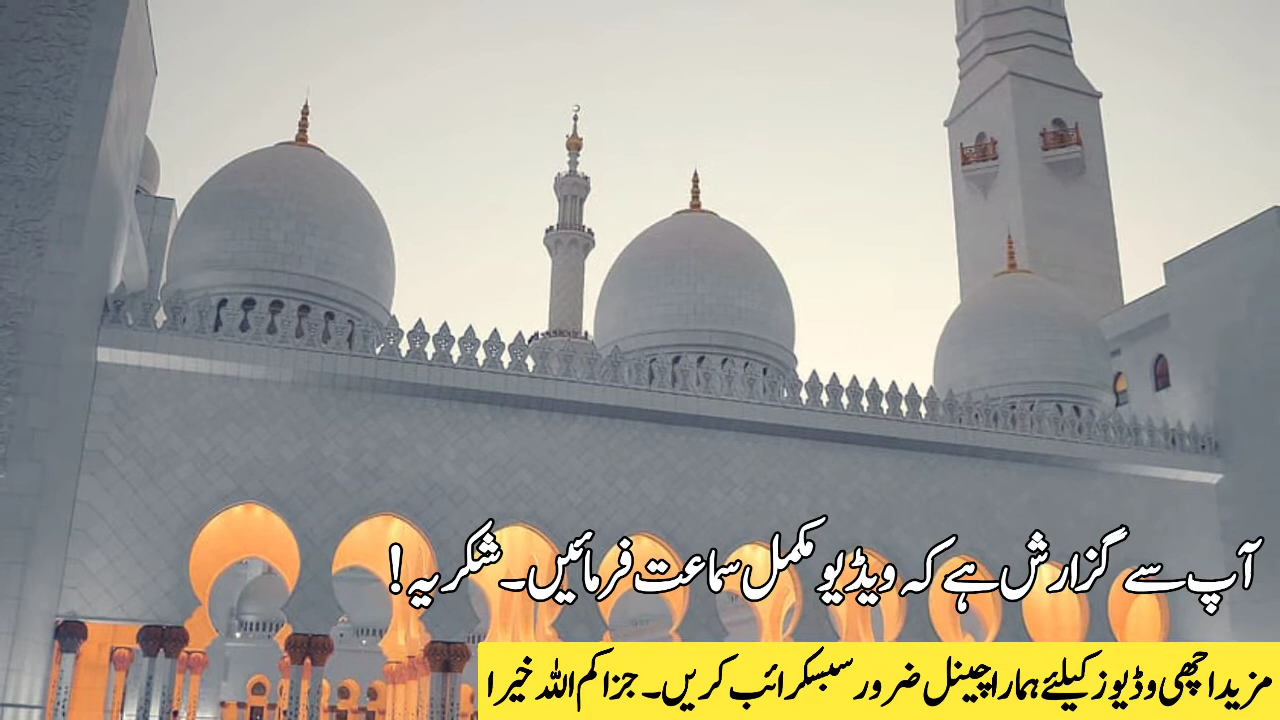 آپ سے گزارش ہے کہ ویڈیو مکمل سماعت فرمائیں۔ شکریہ!
مزید اچھی وڈیوز کیلئے ہمارا چینل ضرور سبسکرائب کریں۔ جزاکم اللہ خیرا